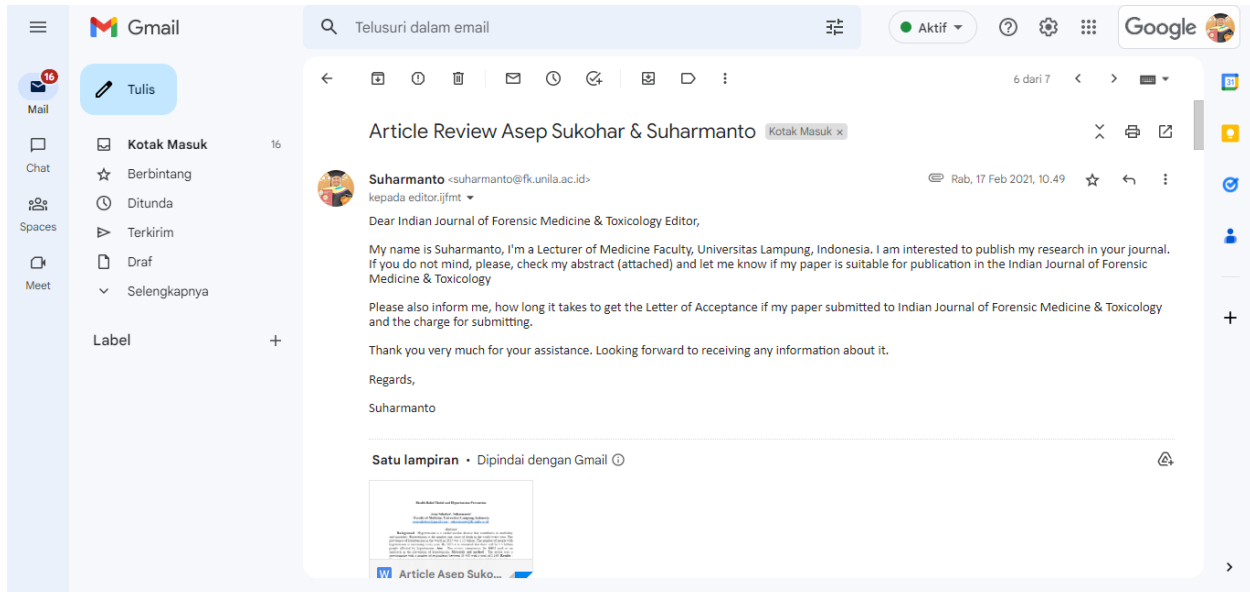 Gmail
Telusuri dalam email
Aktif
Google
16
Mail
Chat
Spaces
Meet
Tulis
Kotak Masuk 16
Berbintang
Ditunda
Terkirim
Draf
Selengkapnya
Label
6 dari 7
31
Article Review Asep Sukohar & Suharmanto Kotak Masuk ×
Suharmanto <suharmanto@fk.unila.ac.id> Rab, 17 Feb 2021, 10.49
kepada editor.ijfmt
Dear Indian Journal of Forensic Medicine & Toxicology Editor,
My name is Suharmanto, I'm a Lecturer of Medicine Faculty, Universitas Lampung, Indonesia. I am interested to publish my research in your journal.
If you do not mind, please, check my abstract (attached) and let me know if my paper is suitable for publication in the Indian Journal of Forensic
Medicine & Toxicology
Please also inform me, how long it takes to get the Letter of Acceptance if my paper submitted to Indian Journal of Forensic Medicine & Toxicology
and the charge for submitting.
Thank you very much for your assistance. Looking forward to receiving any information about it.
Regards,
Suharmanto
Satu lampiran • Dipindai dengan Gmail
Health Belief Model and Hypertension Prevention
W Article Asep Suko...